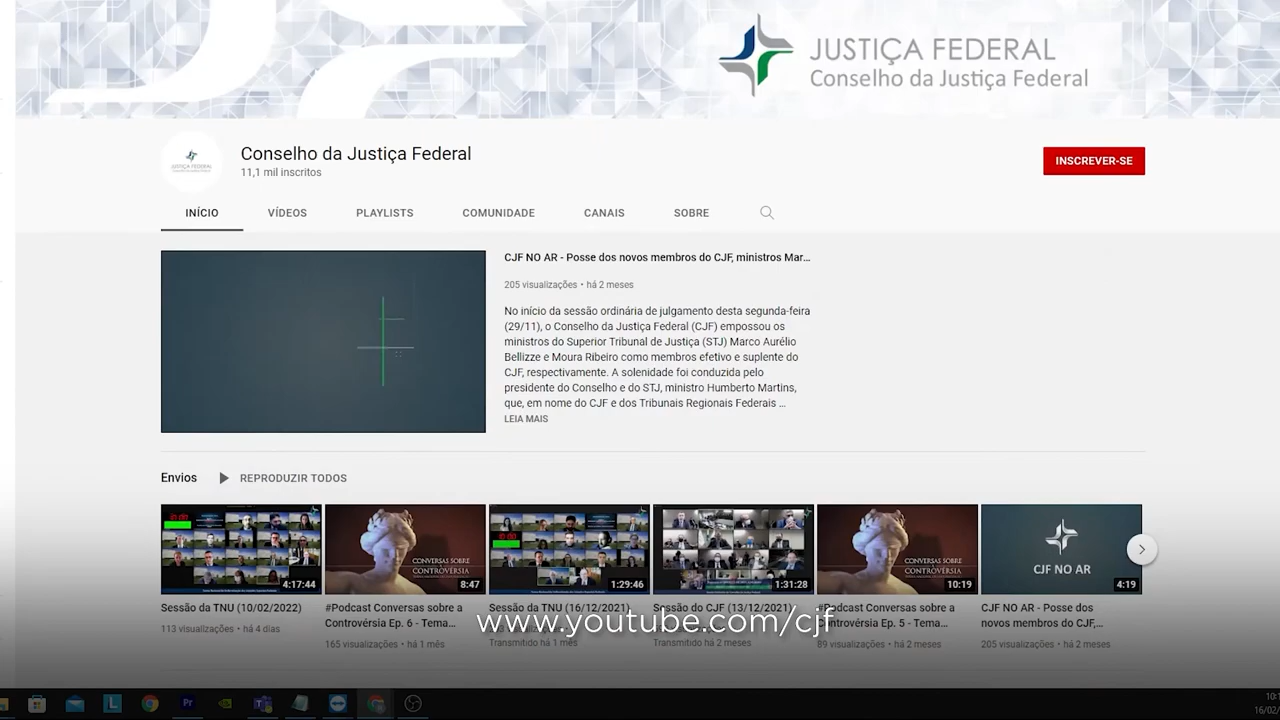 JUSTIÇA FEDERAL
Conselho da Justiça Federal
JUSTIÇA FEDERAL
Conselho da Justiça Federal
11,1 mil inscritos
INSCREVER-SE
INÍCIO
VÍDEOS
PLAYLISTS
COMUNIDADE
CANAIS
SOBRE
CJF NO AR - Posse dos novos membros do CJF, ministros Mar...
205 visualizações • há 2 meses
No início da sessão ordinária de julgamento desta segunda-feira
(29/11), o Conselho da Justiça Federal (CJF) empossou os
ministros do Superior Tribunal de Justiça (STJ) Marco Aurélio
Bellizze e Moura Ribeiro como membros efetivo e suplente do
CJF, respectivamente. A solenidade foi conduzida pelo
presidente do Conselho e do STJ, ministro Humberto Martins,
que, em nome do CJF e dos Tribunais Regionais Federais ...
LEIA MAIS
Envios
REPRODUZIR TODOS
4:17:44
Sessão da TNU (10/02/2022)
113 visualizações • há 4 dias
CONVERSAS SOBRE
CONTROVÉRSIA
8:47
#Podcast Conversas sobre a
Controvérsia Ep. 6 - Tema...
165 visualizações • há 1 mês
1:29:46
Sessão da TNU (16/12/2021)
Transmitido há 1 mês
1:31:28
Sessão do CJF (13/12/2021)
Transmitido há 2 meses
CONVERSAS SOBRE
CONTROVÉRSIA
10:19
#Podcast Conversas sobre a
Controvérsia Ep. 5 - Tema...
89 visualizações • há 2 meses
CJF NO AR
4:19
CJF NO AR - Posse dos
novos membros do CJF,...
205 visualizações • há 2 meses
www.youtube.com/cjf
L
Pr
10:1
16/02/